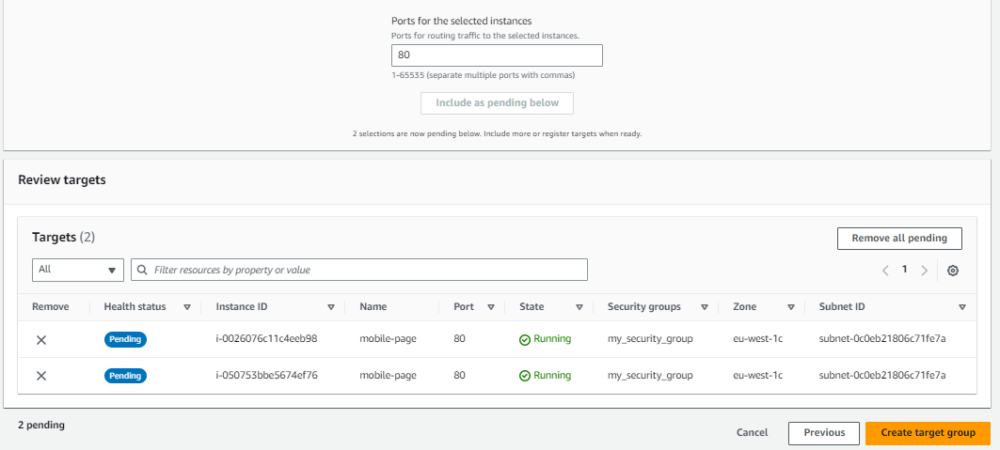 Ports for the selected instances
Ports for routing traffic to the selected instances.
80
1-65535 (separate multiple ports with commas)
Include as pending below
2 selections are now pending below. Include more or register targets when ready.
Review targets
Targets (2)
Remove all pending
All
Filter resources by property or value
1
Remove Health status Instance ID Name Port State Security groups Zone Subnet ID
Pending i-0026076c11c4eeb98 mobile-page 80 Running my_security_group eu-west-1c subnet-0c0eb21806c71fe7a
Pending i-050753bbe5674ef76 mobile-page 80 Running my_security_group eu-west-1c subnet-0c0eb21806c71fe7a
2 pending
Cancel Previous Create target group